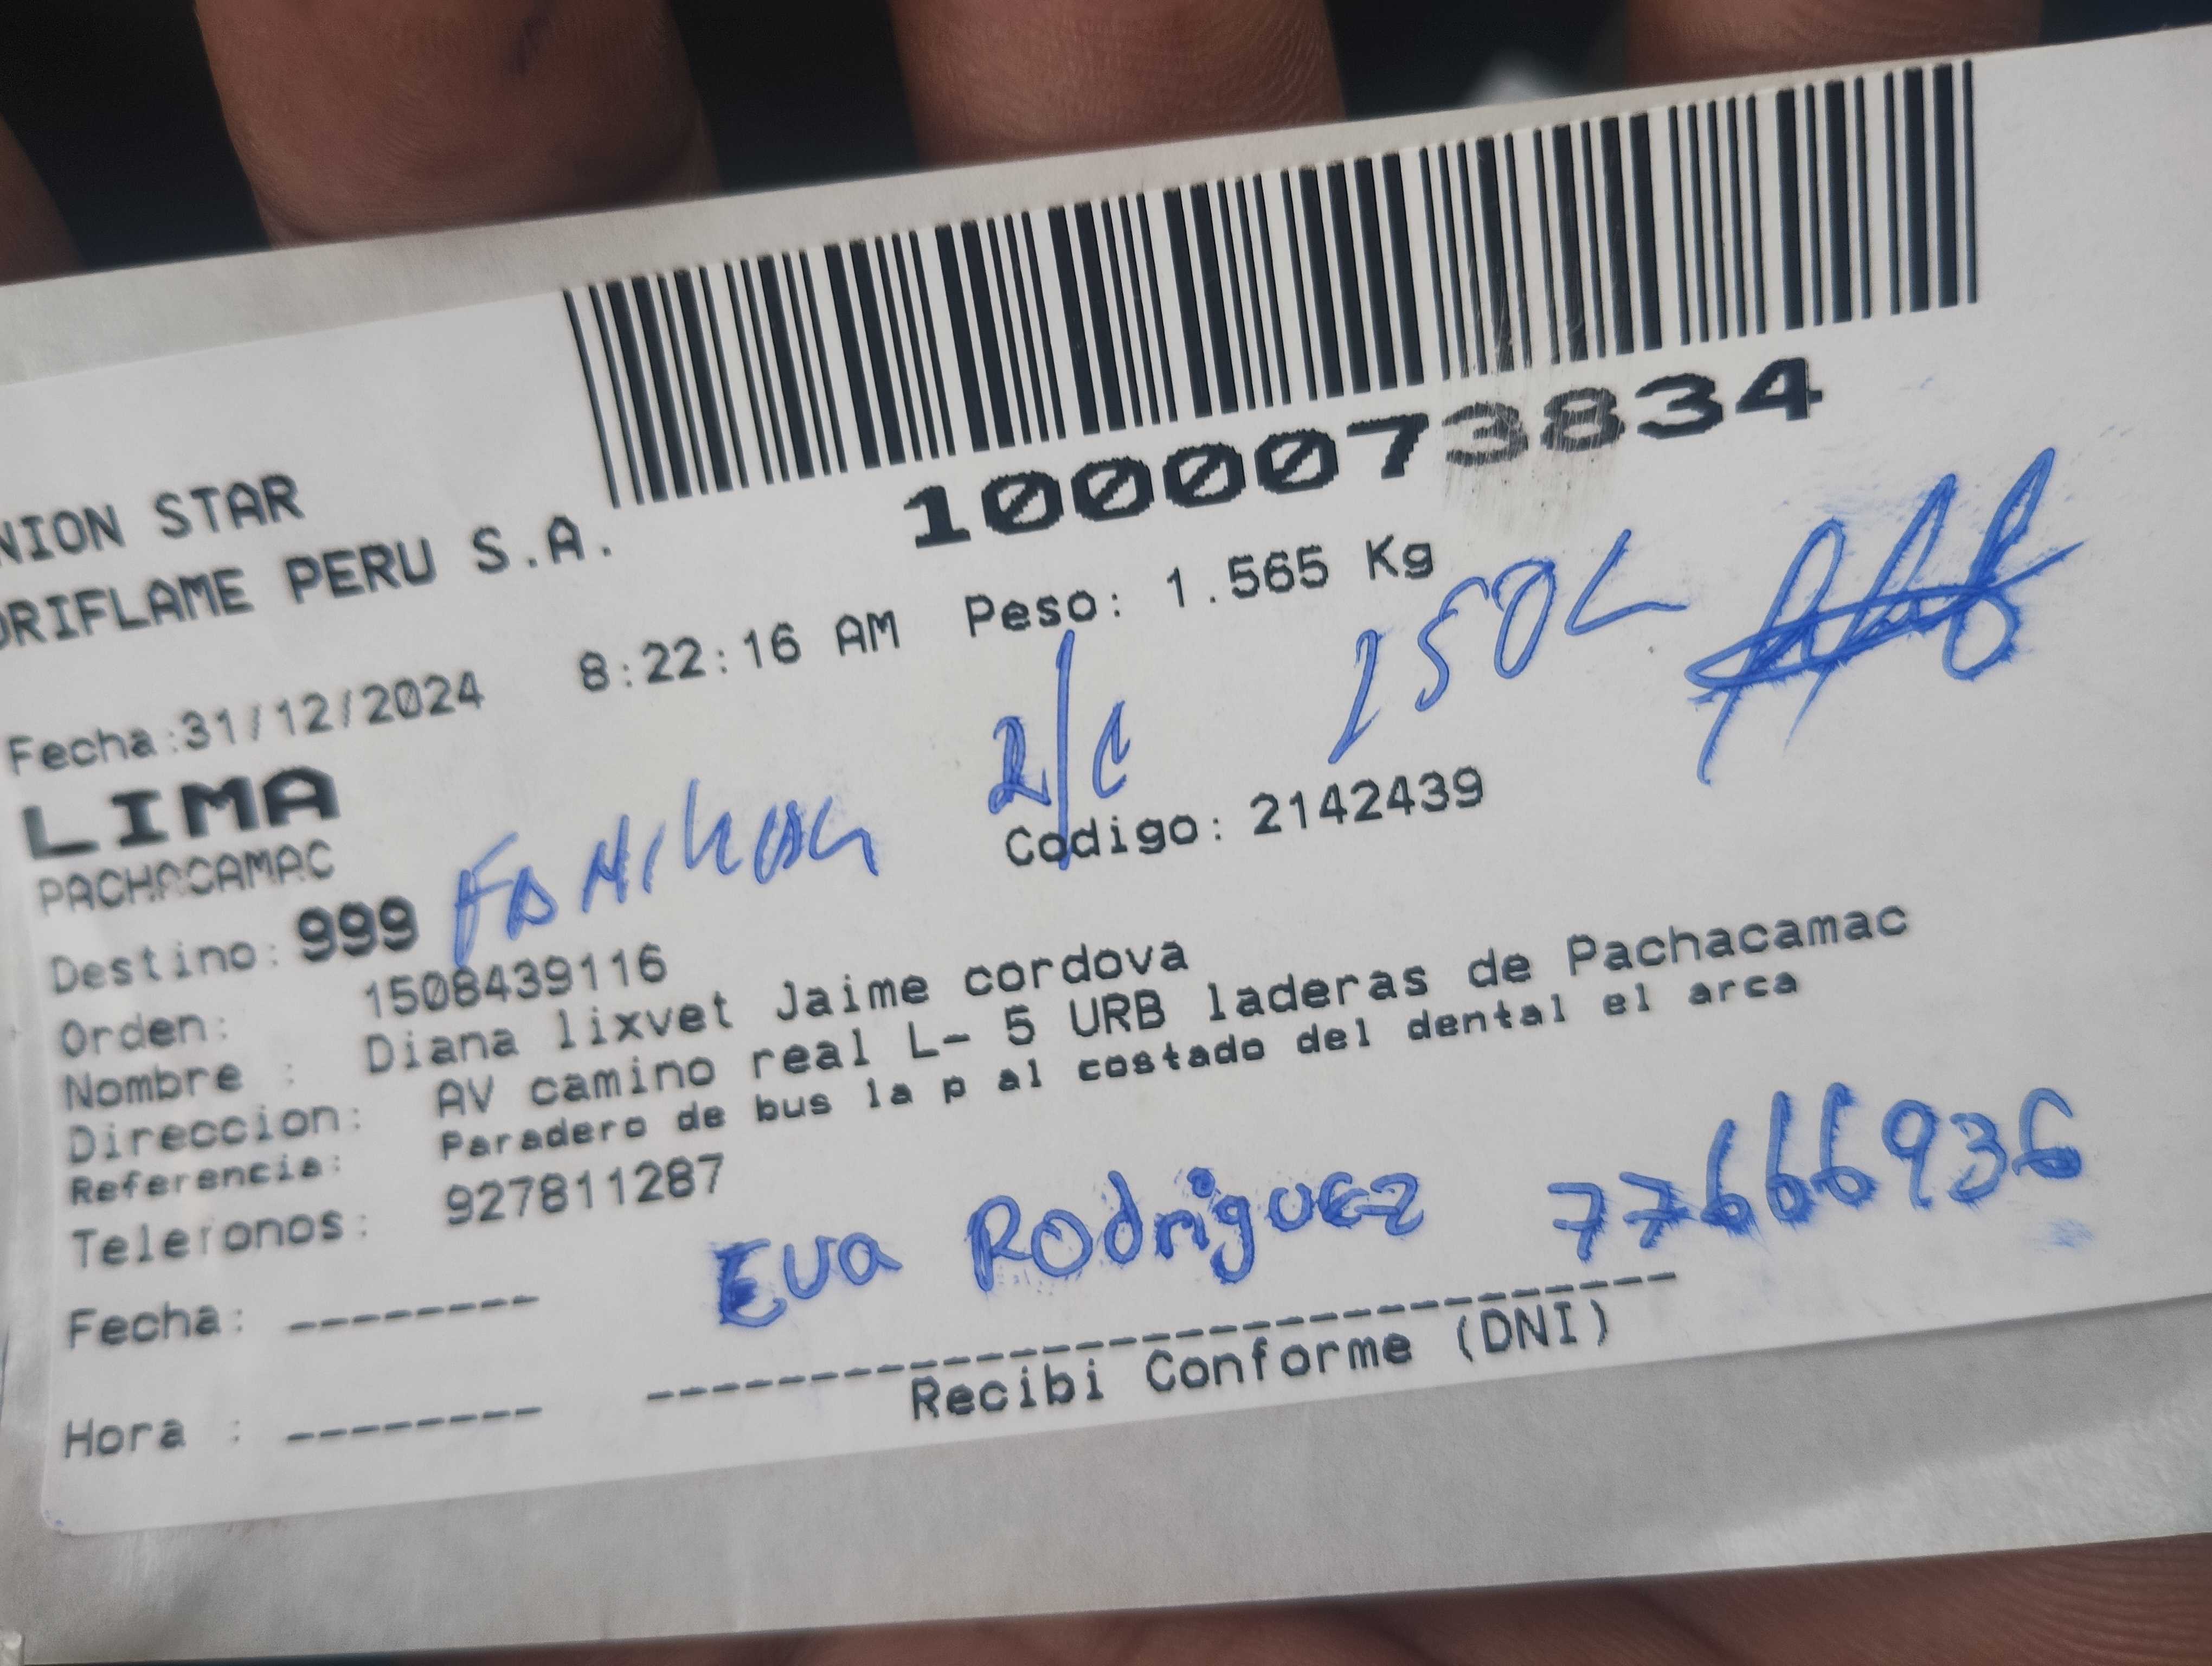 NION STAR
ORIFLAME PERU S.A.
1000073834
Fecha:31/12/2024 8:22:16 AM Peso: 1.565 Kg
LIMA
PACHACAMAC
2/C
Destino: 999
Codigo: 2142439
Orden: 1508439116
Nombre : Diana lixvet Jaime cordova
Direccion: AV camino real L- 5 URB laderas de Pachacamac
Referencia: Paradero de bus la p al costado del dental el arca
Telefonos: 927811287
Eva Rodriguez 77666936
Fecha: --------
Hora : --------
Recibi Conforme (DNI)